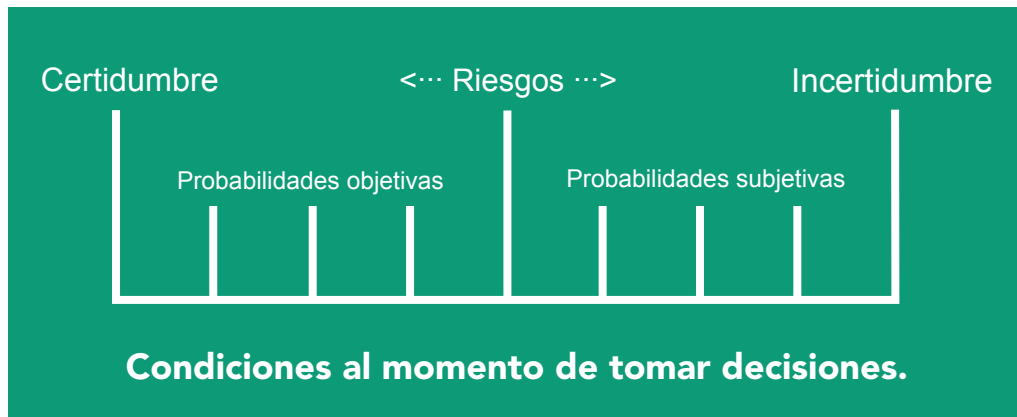 Certidumbre <··· Riesgos ···> Incertidumbre
Probabilidades objetivas Probabilidades subjetivas
Condiciones al momento de tomar decisiones.